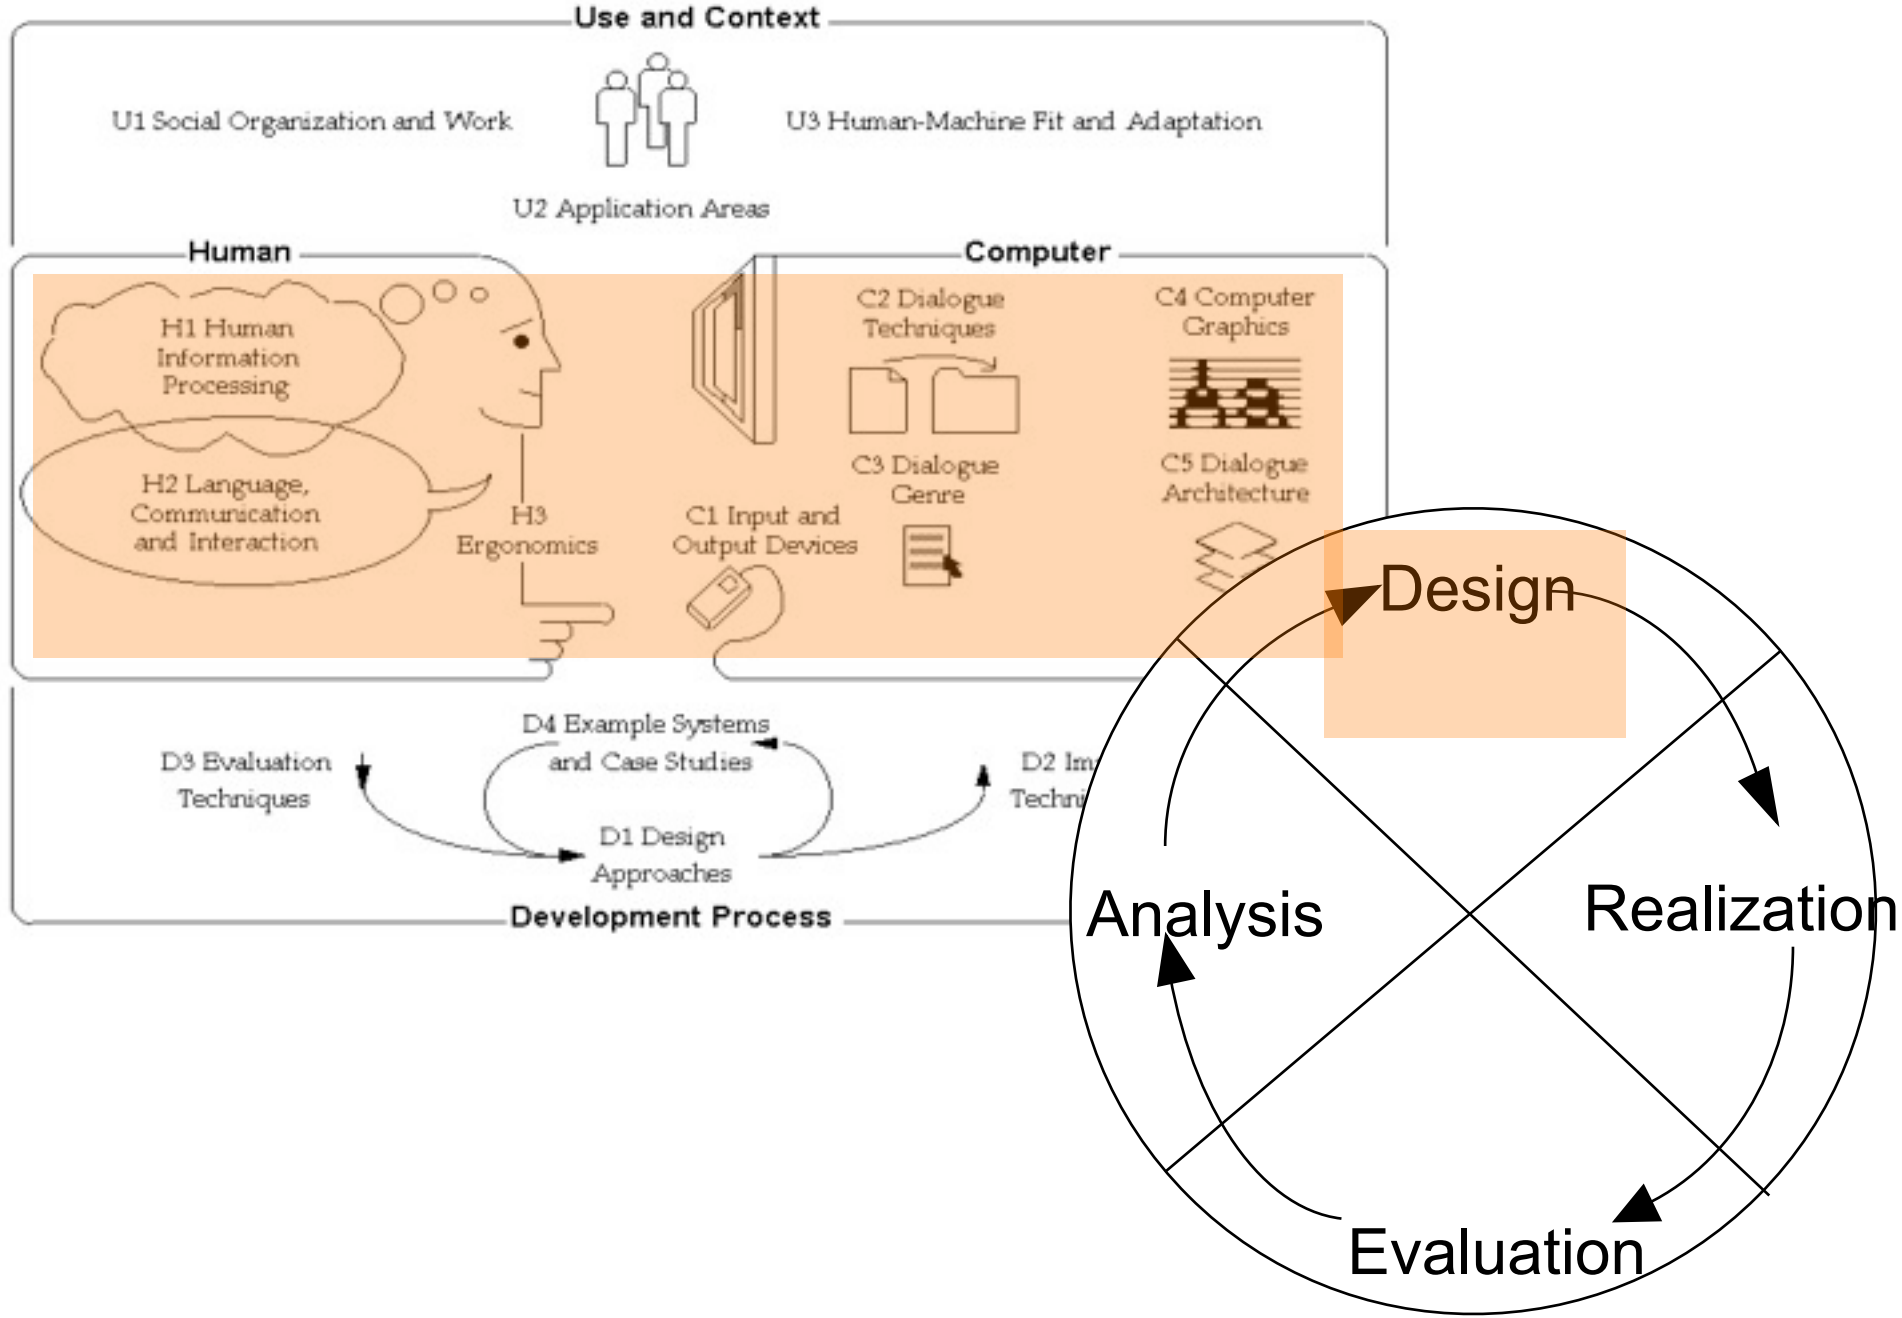 Use and Context
U1 Social Organization and Work
U3 Human-Machine Fit and Adaptation
U2 Application Areas
Human
Computer
H1 Human
Information
Processing
H2 Language,
Communication
and Interaction
H3
Ergonomics
C1 Input and
Output Devices
C2 Dialogue
Techniques
C3 Dialogue
Genre
C4 Computer
Graphics
C5 Dialogue
Architecture
D3 Evaluation
Techniques
D4 Example Systems
and Case Studies
D1 Design
Approaches
D2
Development Process
Design
Realization
Evaluation
Analysis